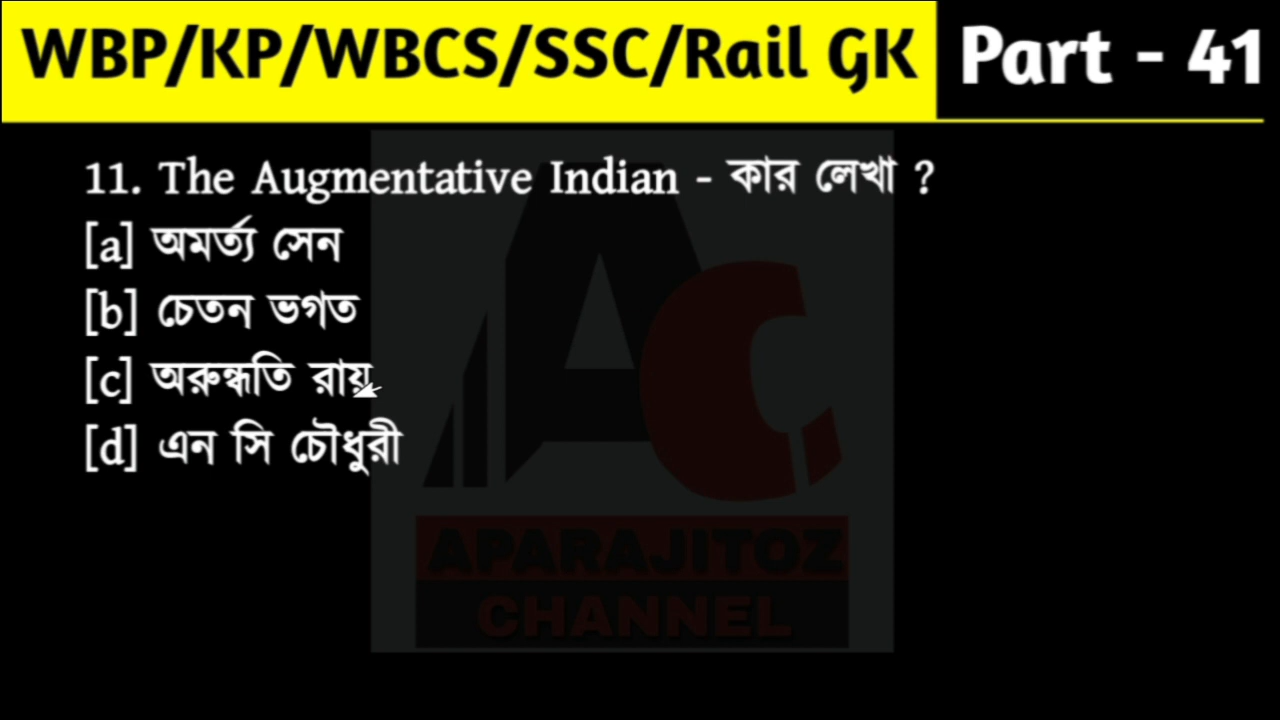 WBP/KP/WBCS/SSC/Rail GK Part - 41
11. The Augmentative Indian - কার লেখা ?
[a] অমর্ত্য সেন
[b] চেতন ভগত
[c] অরুন্ধতি রায়
[d] এন সি চৌধুরী
AC
APARAJITOZ
CHANNEL